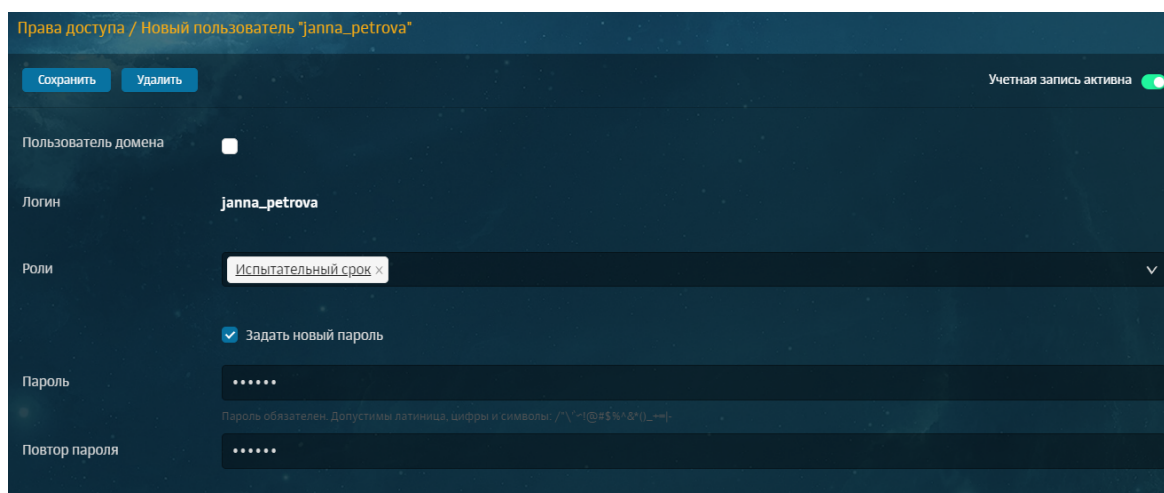 Права доступа / Новый пользователь "janna_petrova"
Сохранить Удалить Учетная запись активна
Пользователь домена
Логин janna_petrova
Роли Испытательный срок ×
Задать новый пароль
Пароль ••••••
Пароль обязателен. Допустимы латиница, цифры и символы:
Повтор пароля ••••••